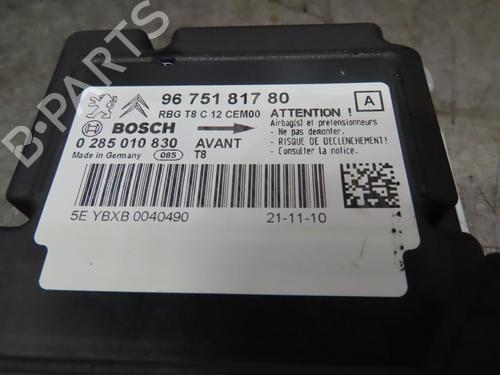 96 751 817 80
RBG T8 C 12 CEM00
ATTENTION !
A
BOSCH
Airbag(s) et pretensionneurs
- Ne pas demonter.
0 285 010 830 AVANT
- RISQUE DE DECLENCHEMENT!
- Consulter la notice.
Made in Germany 085 T8
5E YBXB 0040490
21-11-10
B-PARTS